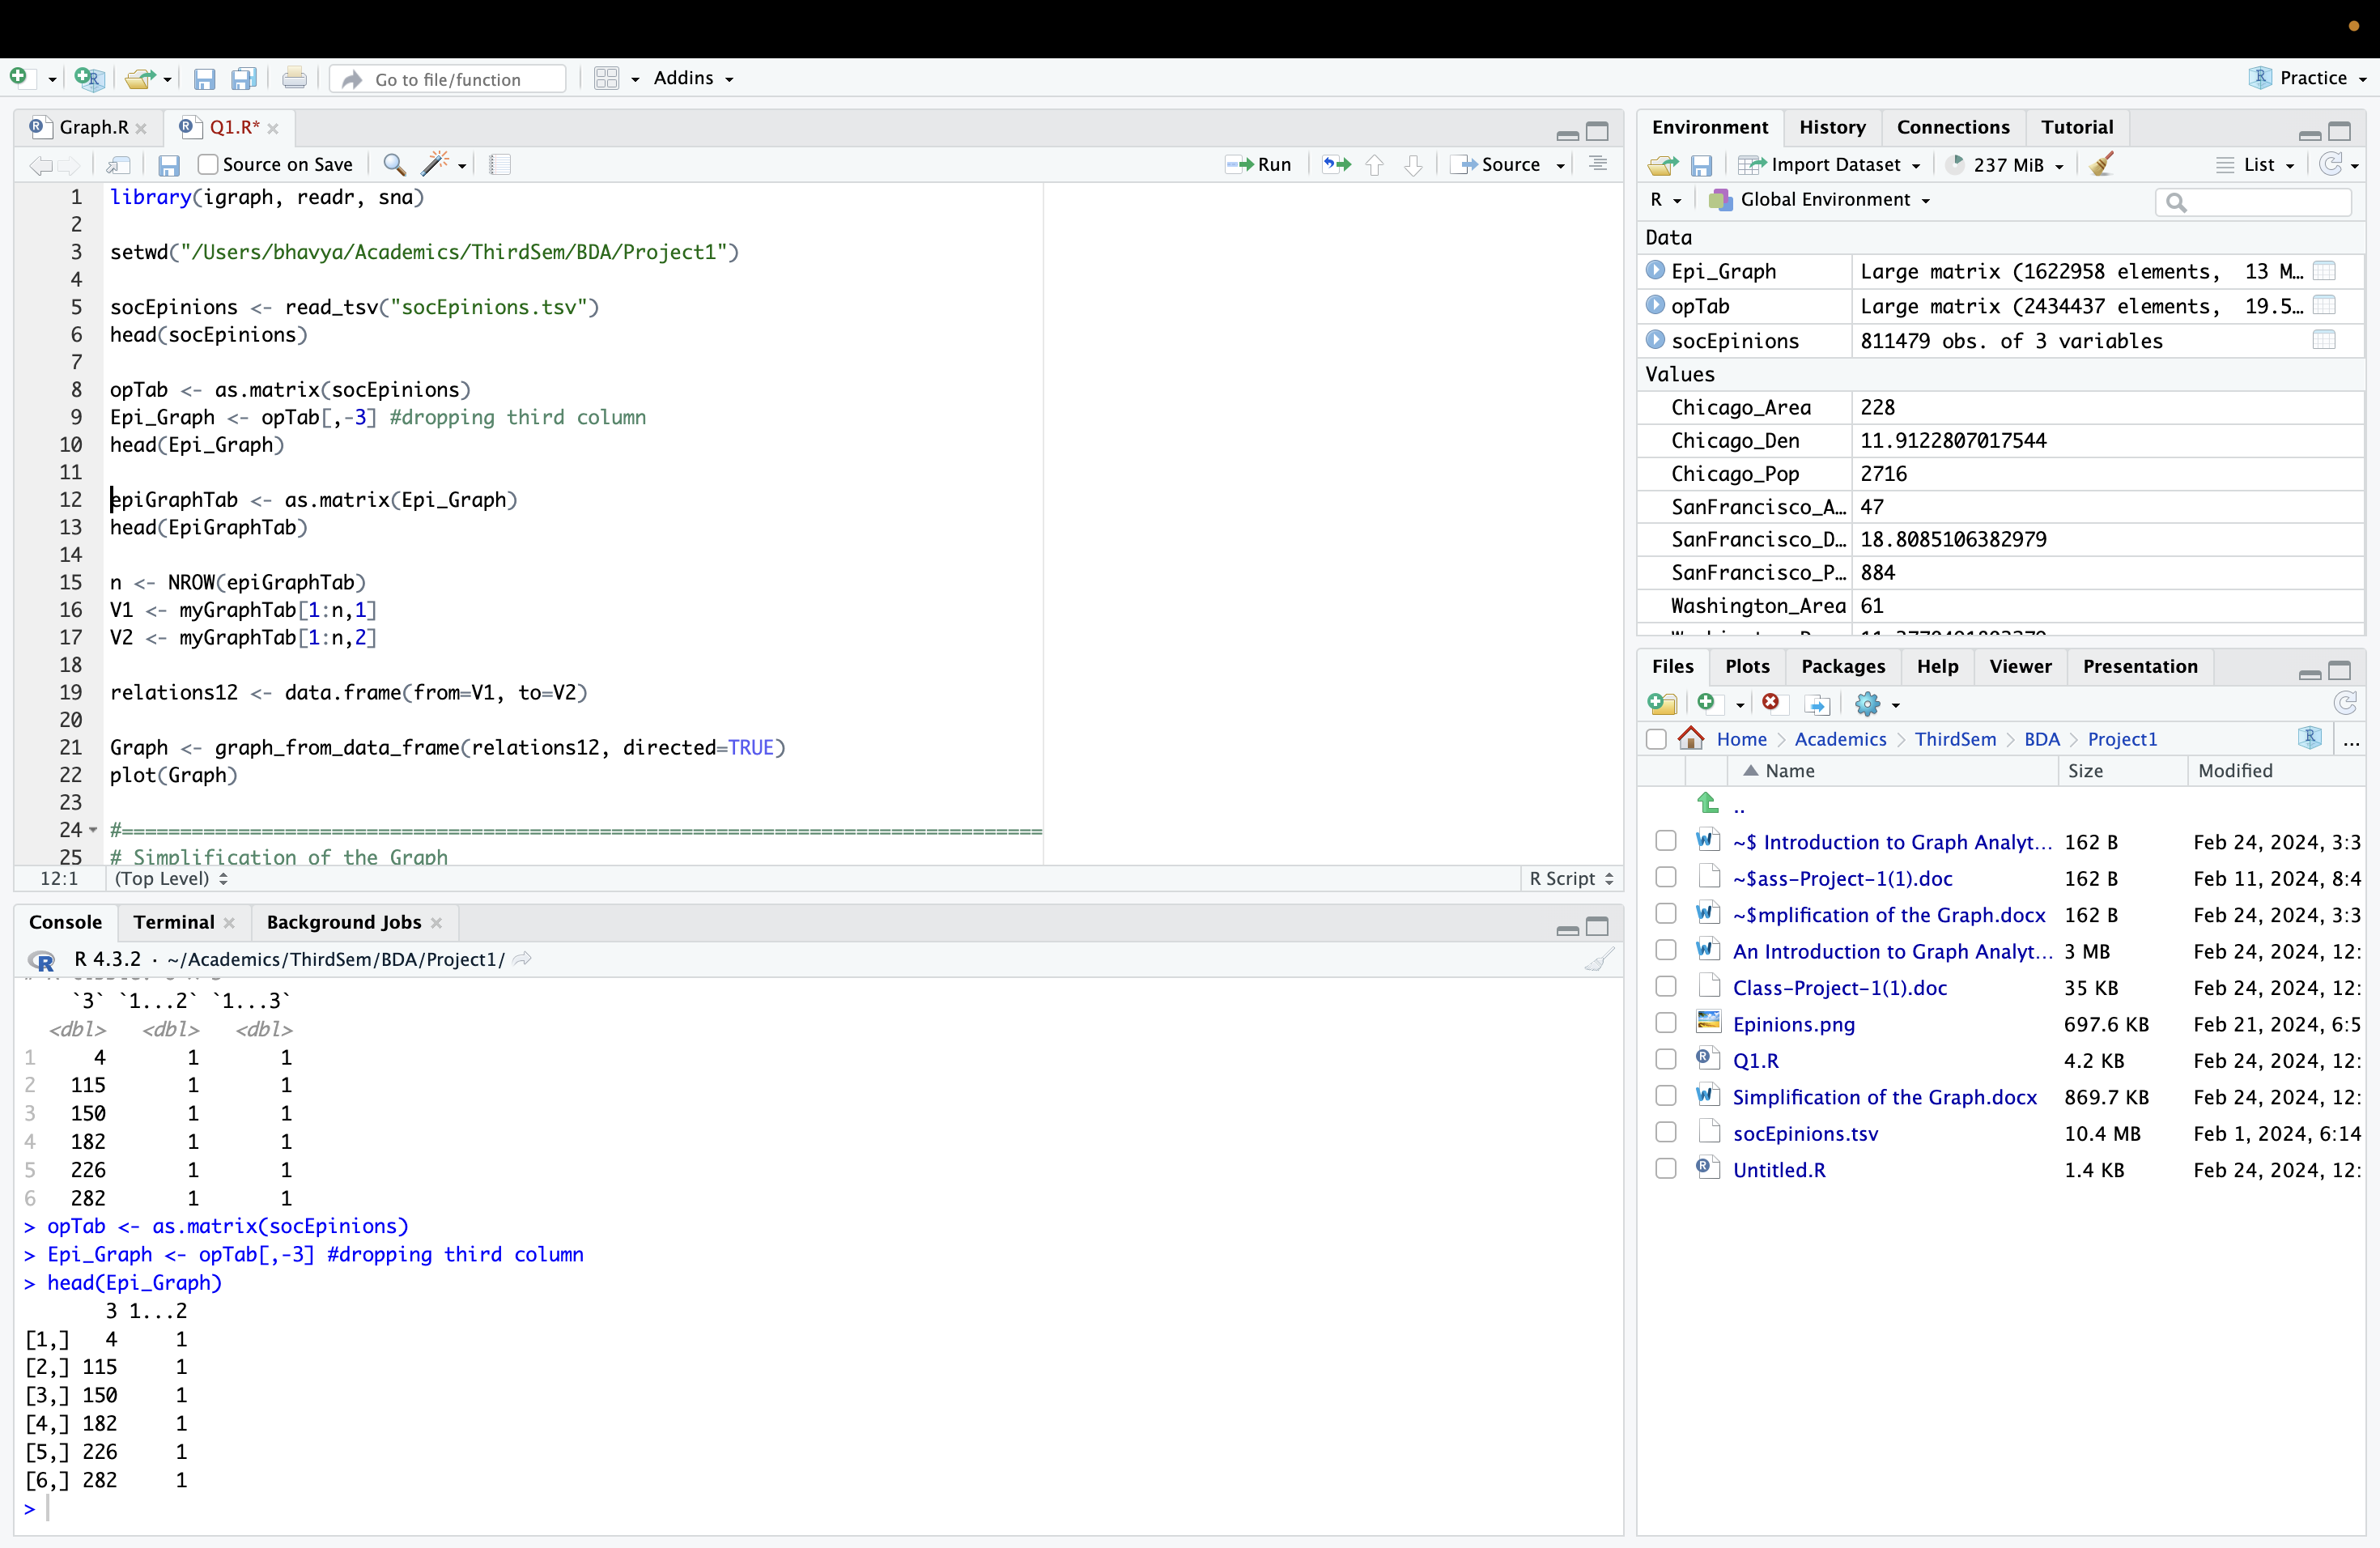 Go to file/function
Addins
Practice
Graph.R
Q1.R*
Source on Save
Run
Source
1 library(igraph, readr, sna)
2
3 setwd("/Users/bhavya/Academics/ThirdSem/BDA/Project1")
4
5 socEpinions <- read_tsv("socEpinions.tsv")
6 head(socEpinions)
7
8 opTab <- as.matrix(socEpinions)
9 Epi_Graph <- opTab[,-3] #dropping third column
10 head(Epi_Graph)
11
12 epiGraphTab <- as.matrix(Epi_Graph)
13 head(EpiGraphTab)
14
15 n <- NROW(epiGraphTab)
16 V1 <- myGraphTab[1:n,1]
17 V2 <- myGraphTab[1:n,2]
18
19 relations12 <- data.frame(from=V1, to=V2)
20
21 Graph <- graph_from_data_frame(relations12, directed=TRUE)
22 plot(Graph)
23
24 #===============================================================================
25 # Simplification of the Graph
12:1 (Top Level) R Script
Console Terminal Background Jobs
R 4.3.2 · ~/Academics/ThirdSem/BDA/Project1/
`3` `1...2` `1...3`
<dbl> <dbl> <dbl>
1 4 1 1
2 115 1 1
3 150 1 1
4 182 1 1
5 226 1 1
6 282 1 1
> opTab <- as.matrix(socEpinions)
> Epi_Graph <- opTab[,-3] #dropping third column
> head(Epi_Graph)
3 1...2
[1,] 4 1
[2,] 115 1
[3,] 150 1
[4,] 182 1
[5,] 226 1
[6,] 282 1
>
Environment History Connections Tutorial
Import Dataset 237 MiB List
R Global Environment
Data
Epi_Graph Large matrix (1622958 elements, 13 M...
opTab Large matrix (2434437 elements, 19.5...
socEpinions 811479 obs. of 3 variables
Values
Chicago_Area 228
Chicago_Den 11.9122807017544
Chicago_Pop 2716
SanFrancisco_A... 47
SanFrancisco_D... 18.8085106382979
SanFrancisco_P... 884
Washington_Area 61
Files Plots Packages Help Viewer Presentation
Home Academics ThirdSem BDA Project1 ...
Name Size Modified
..
~$ Introduction to Graph Analyt... 162 B Feb 24, 2024, 3:3
~$ass-Project-1(1).doc 162 B Feb 11, 2024, 8:4
~$mplification of the Graph.docx 162 B Feb 24, 2024, 3:3
An Introduction to Graph Analyt... 3 MB Feb 24, 2024, 12:
Class-Project-1(1).doc 35 KB Feb 24, 2024, 12:
Epinions.png 697.6 KB Feb 21, 2024, 6:5
Q1.R 4.2 KB Feb 24, 2024, 12:
Simplification of the Graph.docx 869.7 KB Feb 24, 2024, 12:
socEpinions.tsv 10.4 MB Feb 1, 2024, 6:14
Untitled.R 1.4 KB Feb 24, 2024, 12: